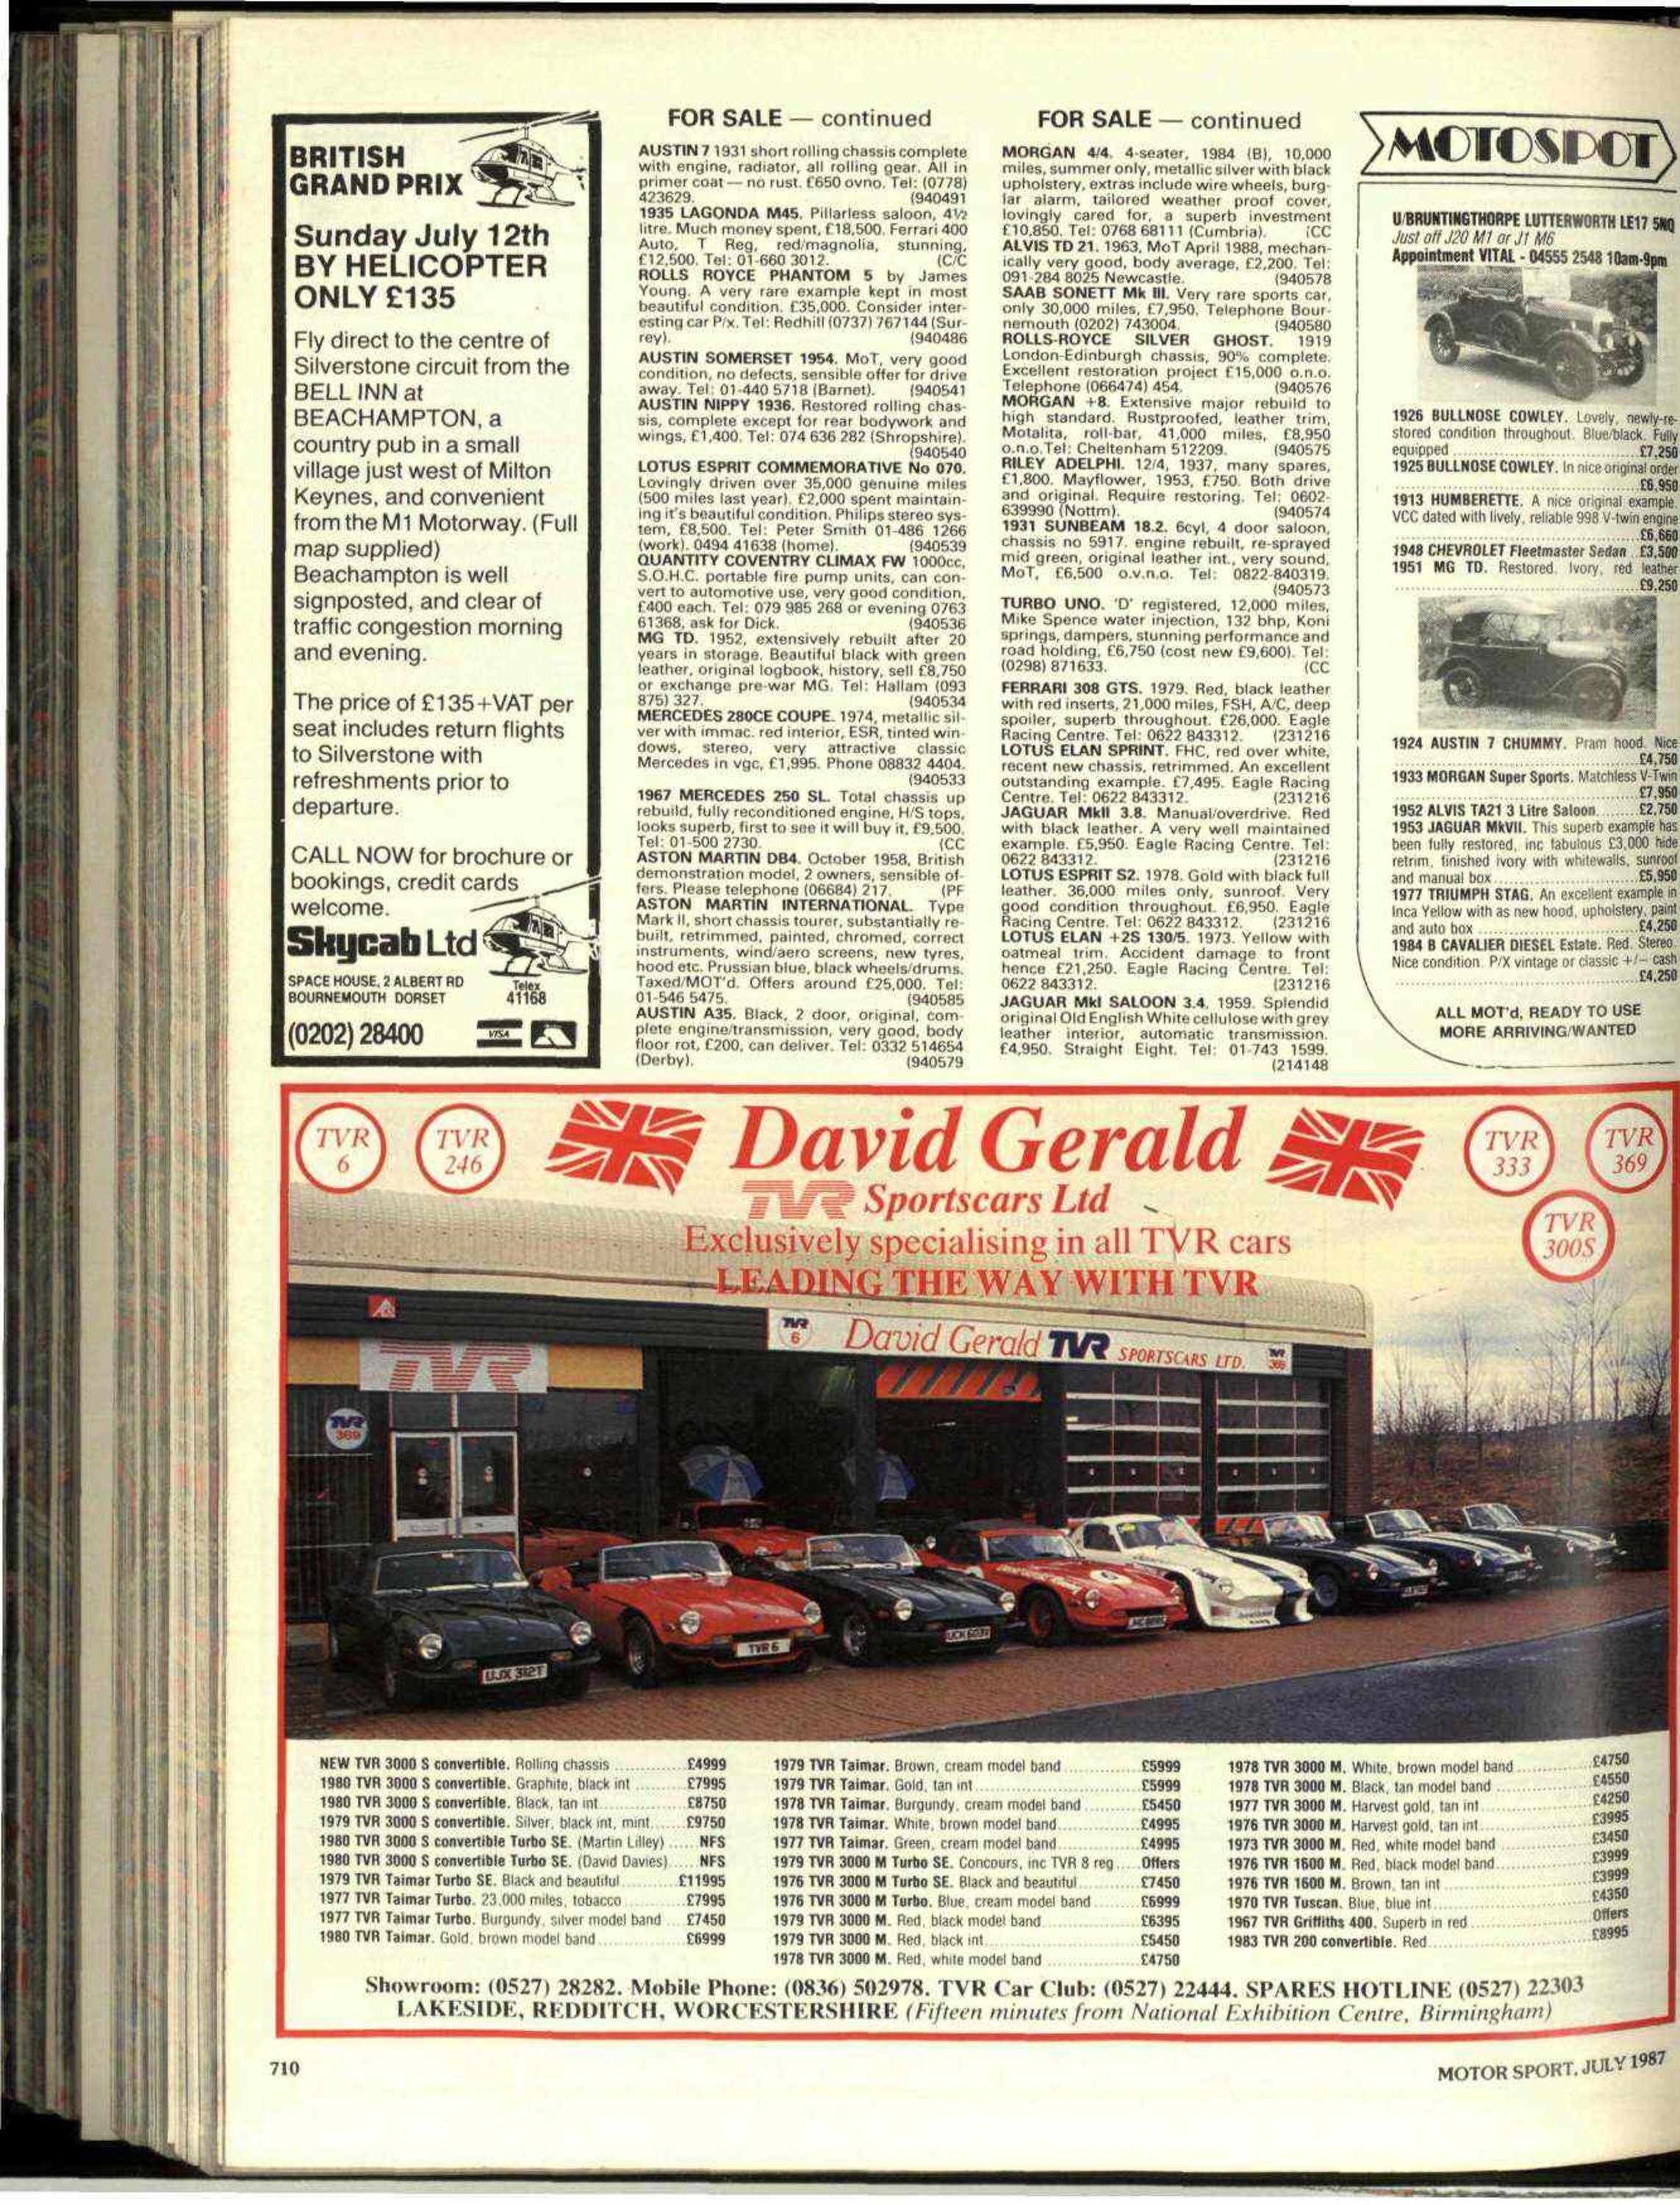 BRITISH
GRAND PRIX
Sunday July 12th
BY HELICOPTER
ONLY £135
Fly direct to the centre of
Silverstone circuit from the
BELL INN at
BEACHAMPTON, a
country pub in a small
village just west of Milton
Keynes, and convenient
from the M1 Motorway. (Full
map supplied)
Beachampton is well
signposted, and clear of
traffic congestion morning
and evening.
The price of £135+VAT per
seat includes return flights
to Silverstone with
refreshments prior to
departure.
CALL NOW for brochure or
bookings, credit cards
welcome.
Skycab Ltd
SPACE HOUSE, 2 ALBERT RD
BOURNEMOUTH DORSET
Telex
41168
(0202) 28400
VISA
FOR SALE — continued
AUSTIN 7 1931 short rolling chassis complete
with engine, radiator, all rolling gear. All in
primer coat — no rust. £650 ovno. Tel: (0778)
423629. (940491
1935 LAGONDA M45. Pillarless saloon, 4½
litre. Much money spent, £18,500. Ferrari 400
Auto, T Reg, red/magnolia, stunning,
£12,500. Tel: 01-660 3012. (C/C
ROLLS ROYCE PHANTOM 5 by James
Young. A very rare example kept in most
beautiful condition. £35,000. Consider inter-
esting car P/x. Tel: Redhill (0737) 767144 (Sur-
rey). (940486
AUSTIN SOMERSET 1954. MoT, very good
condition, no defects, sensible offer for drive
away. Tel: 01-440 5718 (Barnet). (940541
AUSTIN NIPPY 1936. Restored rolling chas-
sis, complete except for rear bodywork and
wings, £1,400. Tel: 074 636 282 (Shropshire).
(940540
LOTUS ESPRIT COMMEMORATIVE No 070.
Lovingly driven over 35,000 genuine miles
(500 miles last year). £2,000 spent maintain-
ing it's beautiful condition. Philips stereo sys-
tem, £8,500. Tel: Peter Smith 01-486 1266
(work). 0494 41638 (home). (940539
QUANTITY COVENTRY CLIMAX FW 1000cc,
S.O.H.C. portable fire pump units, can con-
vert to automotive use, very good condition,
£400 each. Tel: 079 985 268 or evening 0763
61368, ask for Dick. (940536
MG TD. 1952, extensively rebuilt after 20
years in storage. Beautiful black with green
leather, original logbook, history, sell £8,750
or exchange pre-war MG. Tel: Hallam (093
875) 327. (940534
MERCEDES 280CE COUPE. 1974, metallic sil-
ver with immac. red interior, ESR, tinted win-
dows, stereo, very attractive classic
Mercedes in vgc, £1,995. Phone 08832 4404.
(940533
1967 MERCEDES 250 SL. Total chassis up
rebuild, fully reconditioned engine, H/S tops,
looks superb, first to see it will buy it, £9,500.
Tel: 01-500 2730. (CC
ASTON MARTIN DB4. October 1958, British
demonstration model, 2 owners, sensible of-
fers. Please telephone (06684) 217. (PF
ASTON MARTIN INTERNATIONAL. Type
Mark II, short chassis tourer, substantially re-
built, retrimmed, painted, chromed, correct
instruments, wind/aero screens, new tyres,
hood etc. Prussian blue, black wheels/drums.
Taxed/MOT'd. Offers around £25,000. Tel:
01-546 5475. (940585
AUSTIN A35. Black, 2 door, original, com-
plete engine/transmission, very good, body
floor rot, £200, can deliver. Tel: 0332 514654
(Derby). (940579
FOR SALE — continued
MORGAN 4/4. 4-seater, 1984 (B), 10,000
miles, summer only, metallic silver with black
upholstery, extras include wire wheels, burg-
lar alarm, tailored weather proof cover,
lovingly cared for, a superb investment
£10,850. Tel: 0768 68111 (Cumbria). (CC
ALVIS TD 21. 1963, MoT April 1988, mechan-
ically very good, body average, £2,200. Tel:
091-284 8025 Newcastle. (940578
SAAB SONETT Mk III. Very rare sports car,
only 30,000 miles, £7,950. Telephone Bour-
nemouth (0202) 743004. (940580
ROLLS-ROYCE SILVER GHOST. 1919
London-Edinburgh chassis, 90% complete.
Excellent restoration project £15,000 o.n.o.
Telephone (066474) 454. (940576
MORGAN +8. Extensive major rebuild to
high standard. Rustproofed, leather trim,
Motalita, roll-bar, 41,000 miles, £8,950
o.n.o.Tel: Cheltenham 512209. (940575
RILEY ADELPHI. 12/4, 1937, many spares,
£1,800. Mayflower, 1953, £750. Both drive
and original. Require restoring. Tel: 0602-
639990 (Nottm). (940574
1931 SUNBEAM 18.2. 6cyl, 4 door saloon,
chassis no 5917. engine rebuilt, re-sprayed
mid green, original leather int., very sound,
MoT, £6,500 o.v.n.o. Tel: 0822-840319.
(940573
TURBO UNO. 'D' registered, 12,000 miles,
Mike Spence water injection, 132 bhp, Koni
springs, dampers, stunning performance and
road holding, £6,750 (cost new £9,600). Tel:
(0298) 871633. (CC
FERRARI 308 GTS. 1979. Red, black leather
with red inserts, 21,000 miles, FSH, A/C, deep
spoiler, superb throughout. £26,000. Eagle
Racing Centre. Tel: 0622 843312. (231216
LOTUS ELAN SPRINT. FHC, red over white,
recent new chassis, retrimmed. An excellent
outstanding example. £7,495. Eagle Racing
Centre. Tel: 0622 843312. (231216
JAGUAR MkII 3.8. Manual/overdrive. Red
with black leather. A very well maintained
example. £5,950. Eagle Racing Centre. Tel:
0622 843312. (231216
LOTUS ESPRIT S2. 1978. Gold with black full
leather. 36,000 miles only, sunroof. Very
good condition throughout. £6,950. Eagle
Racing Centre. Tel: 0622 843312. (231216
LOTUS ELAN +2S 130/5. 1973. Yellow with
oatmeal trim. Accident damage to front
hence £21,250. Eagle Racing Centre. Tel:
0622 843312. (231216
JAGUAR MkI SALOON 3.4. 1959. Splendid
original Old English White cellulose with grey
leather interior, automatic transmission.
£4,950. Straight Eight. Tel: 01-743 1599.
(214148
MOTOSPOT
U/BRUNTINGTHORPE LUTTERWORTH LE17 5NQ
Just off J20 M1 or J1 M6
Appointment VITAL - 04555 2548 10am-9pm
1926 BULLNOSE COWLEY. Lovely, newly-re-
stored condition throughout. Blue/black. Fully
equipped £7,250
1925 BULLNOSE COWLEY. In nice original order
£6,950
1913 HUMBERETTE. A nice original example.
VCC dated with lively, reliable 998 V-twin engine
£6,660
1948 CHEVROLET Fleetmaster Sedan £3,500
1951 MG TD. Restored. Ivory, red leather
£9,250
1924 AUSTIN 7 CHUMMY. Pram hood. Nice
£4,750
1933 MORGAN Super Sports. Matchless V-Twin
£7,950
1952 ALVIS TA21 3 Litre Saloon £2,750
1953 JAGUAR MkVII. This superb example has
been fully restored, inc fabulous £3,000 hide
retrim, finished ivory with whitewalls, sunroof
and manual box £5,950
1977 TRIUMPH STAG. An excellent example in
Inca Yellow with as new hood, upholstery, paint
and auto box £4,250
1984 B CAVALIER DIESEL Estate. Red. Stereo.
Nice condition. P/X vintage or classic +/- cash
£4,250
ALL MOT'd, READY TO USE
MORE ARRIVING/WANTED
TVR
6
TVR
246
David Gerald
TVR
333
TVR
369
TVR
300S
TVR Sportscars Ltd
Exclusively specialising in all TVR cars
LEADING THE WAY WITH TVR
TVR
6
David Gerald TVR SPORTSCARS LTD.
TVR
369
TVR
TVR
369
UJX 312T
TVR 6
NEW TVR 3000 S convertible. Rolling chassis £4999
1980 TVR 3000 S convertible. Graphite, black int £7995
1980 TVR 3000 S convertible. Black, tan int £8750
1979 TVR 3000 S convertible. Silver, black int, mint £9750
1980 TVR 3000 S convertible Turbo SE. (Martin Lilley) NFS
1980 TVR 3000 S convertible Turbo SE. (David Davies) NFS
1979 TVR Taimar Turbo SE. Black and beautiful £11995
1977 TVR Taimar Turbo. 23,000 miles, tobacco £7995
1977 TVR Taimar Turbo. Burgundy, silver model band £7450
1980 TVR Taimar. Gold, brown model band £6999
1979 TVR Taimar. Brown, cream model band £5999
1979 TVR Taimar. Gold, tan int £5999
1978 TVR Taimar. Burgundy, cream model band £5450
1978 TVR Taimar. White, brown model band £4995
1977 TVR Taimar. Green, cream model band £4995
1979 TVR 3000 M Turbo SE. Concours, inc TVR 8 reg Offers
1976 TVR 3000 M Turbo SE. Black and beautiful £7450
1976 TVR 3000 M Turbo. Blue, cream model band £6999
1979 TVR 3000 M. Red, black model band £6395
1979 TVR 3000 M. Red, black int £5450
1978 TVR 3000 M. Red, white model band £4750
1978 TVR 3000 M. White, brown model band £4750
1978 TVR 3000 M. Black, tan model band £4550
1977 TVR 3000 M. Harvest gold, tan int £4250
1976 TVR 3000 M. Harvest gold, tan int £3995
1973 TVR 3000 M. Red, white model band £3450
1976 TVR 1600 M. Red, black model band £3999
1976 TVR 1600 M. Brown, tan int £3999
1970 TVR Tuscan. Blue, blue int £4350
1967 TVR Griffiths 400. Superb in red Offers
1983 TVR 200 convertible. Red £8995
Showroom: (0527) 28282. Mobile Phone: (0836) 502978. TVR Car Club: (0527) 22444. SPARES HOTLINE (0527) 22303
LAKESIDE, REDDITCH, WORCESTERSHIRE (Fifteen minutes from National Exhibition Centre, Birmingham)
710
MOTOR SPORT, JULY 1987